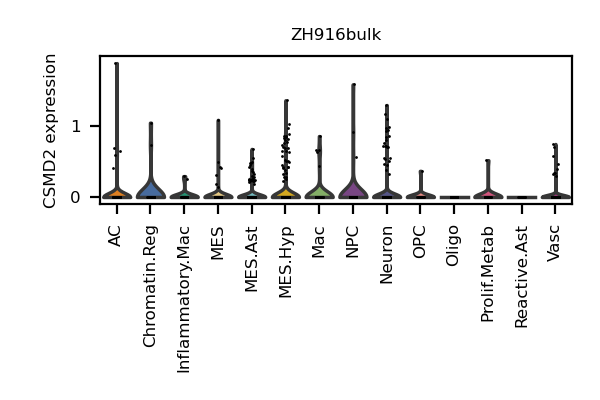 ZH916bulk
CSMD2 expression
1
0
AC
Chromatin.Reg
Inflammatory.Mac
MES
MES.Ast
MES.Hyp
Mac
NPC
Neuron
OPC
Oligo
Prolif.Metab
Reactive.Ast
Vasc